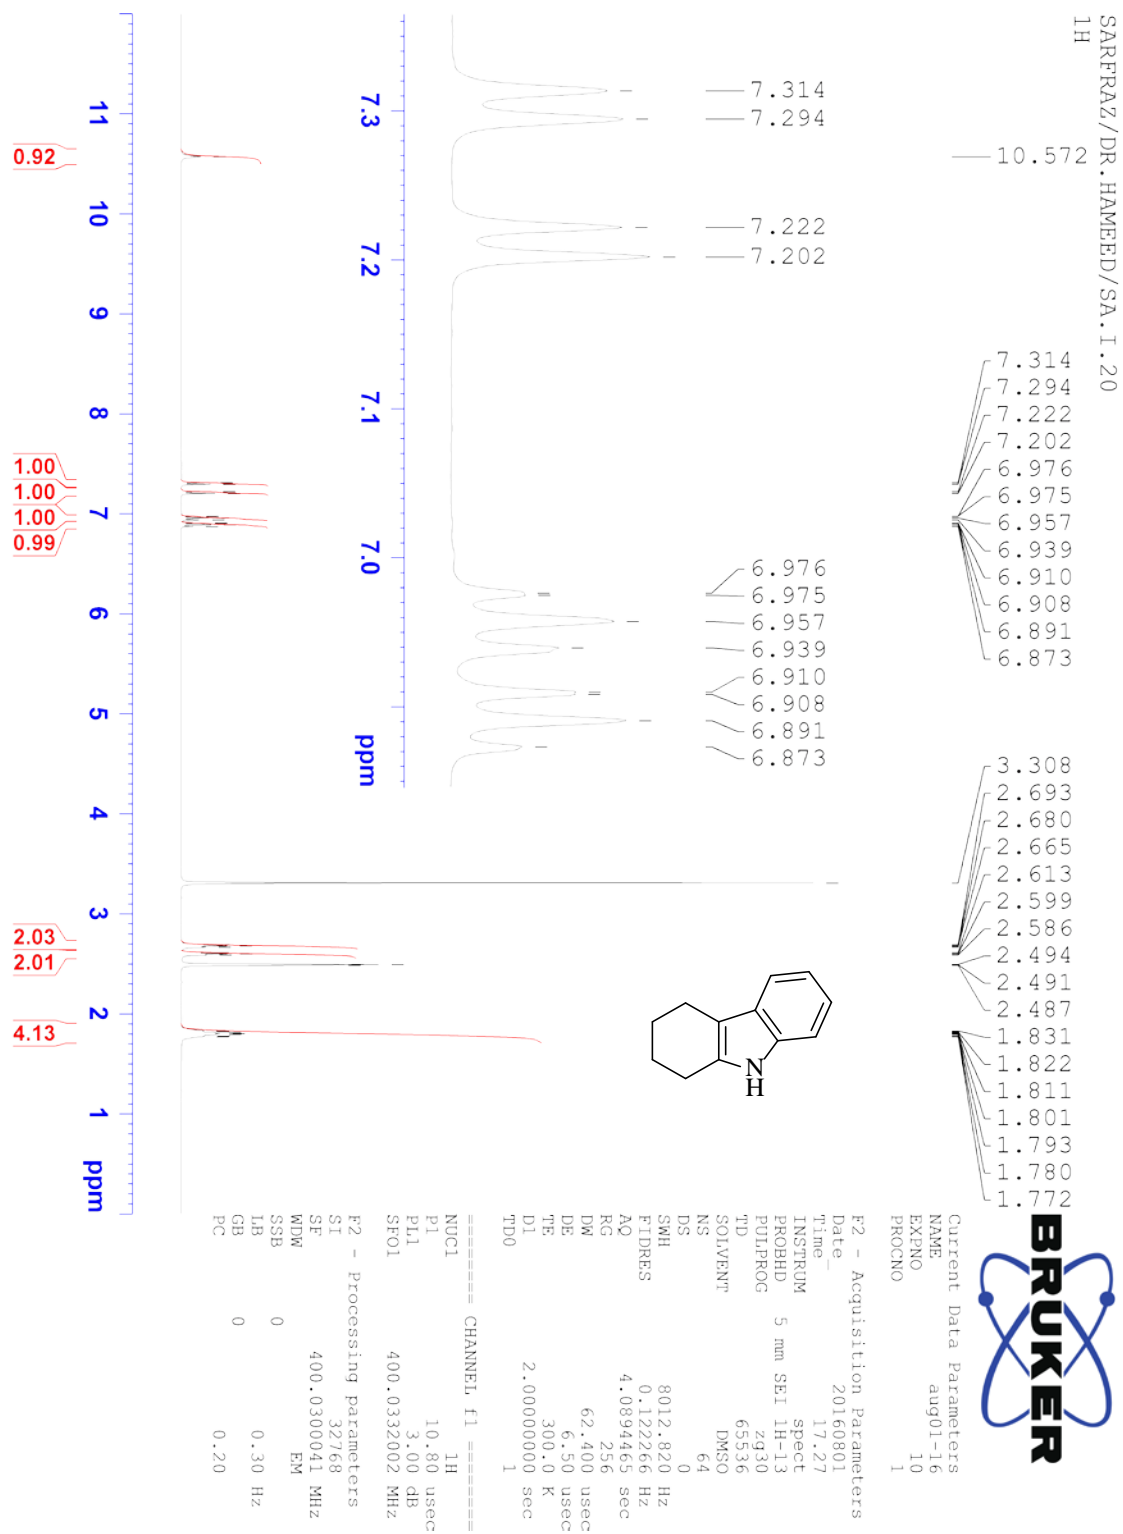 SARFRAZ/DR.HAMEED/SA.I.20
1H
10.572
7.314
7.294
7.222
7.202
6.976
6.975
6.957
6.939
6.910
6.908
6.891
6.873
3.308
2.693
2.680
2.665
2.613
2.599
2.586
2.494
2.491
2.487
1.831
1.822
1.811
1.801
1.793
1.780
1.772
7.314
7.294
7.222
7.202
6.976
6.975
6.957
6.939
6.910
6.908
6.891
6.873
7.3 7.2 7.1 7.0 ppm
N
H
11 10 9 8 7 6 5 4 3 2 1 ppm
0.92
1.00
1.00
1.00
0.99
2.03
2.01
4.13
BRUKER
Current Data Parameters
NAME aug01-16
EXPNO 10
PROCNO 1
F2 - Acquisition Parameters
Date_ 20160801
Time 17.27
INSTRUM spect
PROBHD 5 mm SEI 1H-13
PULPROG zg30
TD 65536
SOLVENT DMSO
NS 64
DS 0
SWH 8012.820 Hz
FIDRES 0.122266 Hz
AQ 4.0894465 sec
RG 256
DW 62.400 usec
DE 6.50 usec
TE 300.0 K
D1 2.00000000 sec
TD0 1
======== CHANNEL f1 ========
NUC1 1H
P1 10.80 usec
PL1 3.00 dB
SFO1 400.0332002 MHz
F2 - Processing parameters
SI 32768
SF 400.0300041 MHz
WDW EM
SSB 0
LB 0.30 Hz
GB 0
PC 0.20